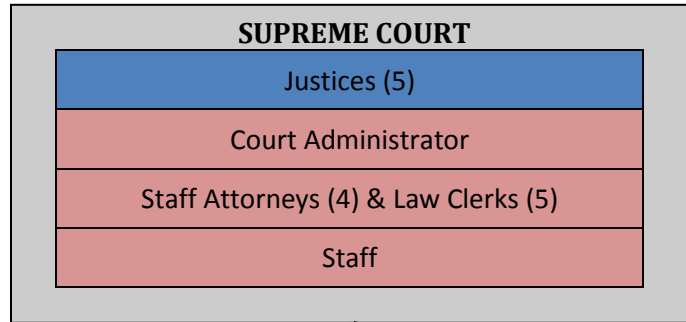 SUPREME COURT
Justices (5)
Court Administrator
Staff Attorneys (4) & Law Clerks (5)
Staff